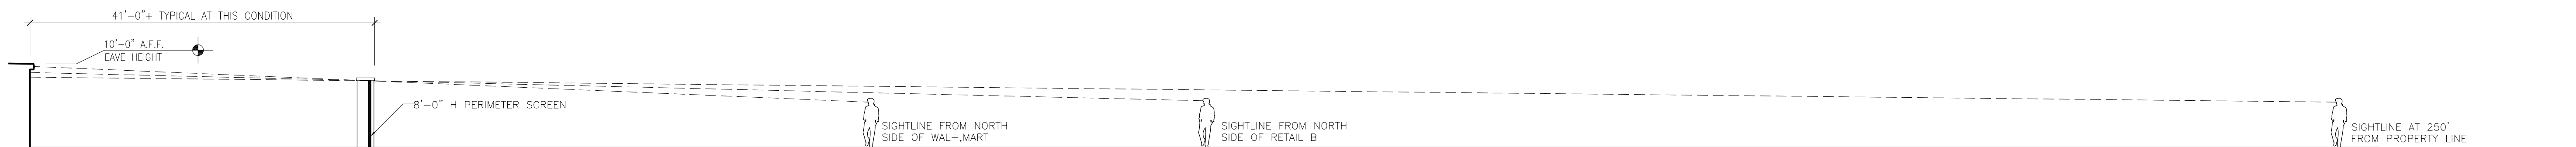 41'-0"+ TYPICAL AT THIS CONDITION
10'-0" A.F.F.
EAVE HEIGHT
8'-0" H PERIMETER SCREEN
SIGHTLINE FROM NORTH
SIDE OF WAL-,MART
SIGHTLINE FROM NORTH
SIDE OF RETAIL B
SIGHTLINE AT 250'
FROM PROPERTY LINE